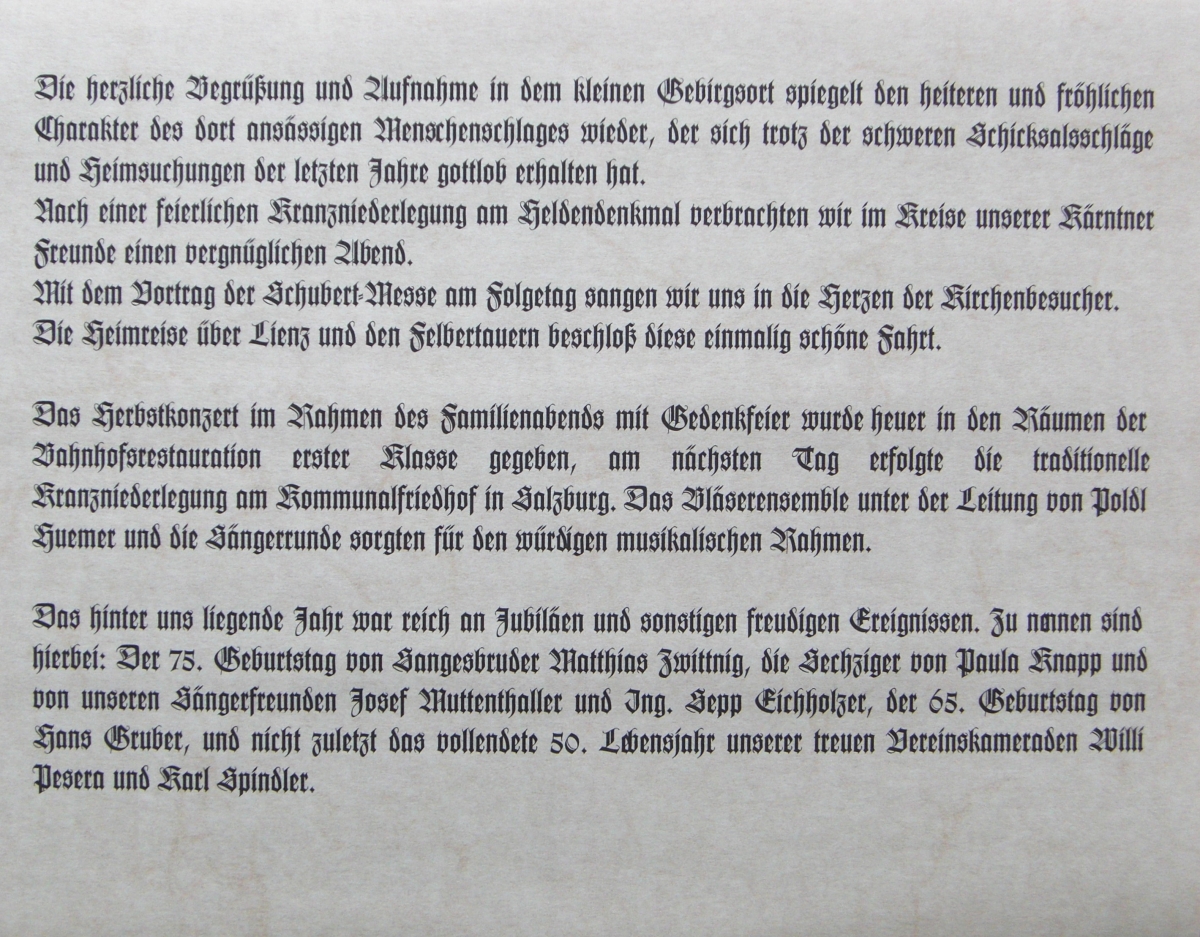 Die herzliche Begrüßung und Aufnahme in dem kleinen Gebirgsort spiegelt den heiteren und fröhlichen
Charakter des dort ansässigen Menschenschlages wieder, der sich trotz der schweren Schicksalsschläge
und Heimsuchungen der letzten Jahre gottlob erhalten hat.
Nach einer feierlichen Kranzniederlegung am Heldendenkmal verbrachten wir im Kreise unserer Kärntner
Freunde einen vergnüglichen Abend.
Mit dem Vortrag der Schubert-Messe am Folgetag sangen wir uns in die Herzen der Kirchenbesucher.
Die Heimreise über Lienz und den Felbertauern beschloß diese einmalig schöne Fahrt.
Das Herbstkonzert im Rahmen des Familienabends mit Gedenkfeier wurde heuer in den Räumen der
Bahnhofsrestauration erster Klasse gegeben, am nächsten Tag erfolgte die traditionelle
Kranzniederlegung am Kommunalfriedhof in Salzburg. Das Bläserensemble unter der Leitung von Poldl
Huemer und die Sängerrunde sorgten für den würdigen musikalischen Rahmen.
Das hinter uns liegende Jahr war reich an Jubiläen und sonstigen freudigen Ereignissen. Zu nennen sind
hierbei: Der 75. Geburtstag von Sangesbruder Matthias Zwittnig, die Sechziger von Paula Knapp und
von unseren Sängerfreunden Josef Muttenthaller und Ing. Sepp Eichholzer, der 65. Geburtstag von
Hans Gruber, und nicht zuletzt das vollendete 50. Lebensjahr unserer treuen Vereinskameraden Willi
Pesera und Karl Spindler.